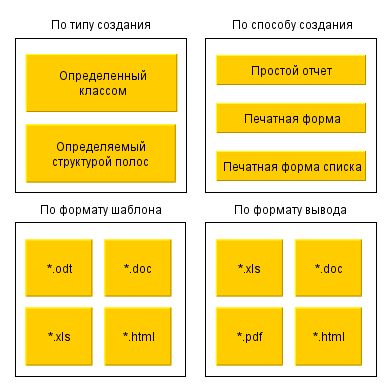 По типу создания
Определенный
классом
Определяемый
структурой полос
По способу создания
Простой отчет
Печатная форма
Печатная форма списка
По формату шаблона
*.odt
*.doc
*.xls
*.html
По формату вывода
*.xls
*.doc
*.pdf
*.html